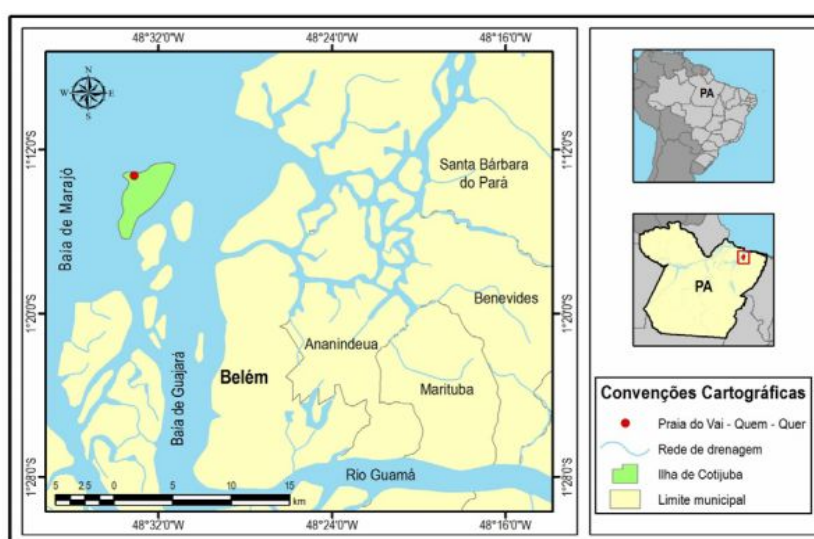 48°32'0"W 48°24'0"W 48°16'0"W
N
W E
S
1°12'0"S
1°12'0"S
Santa Bárbara
do Pará
Baia de Marajó
Benevides
1°20'0"S
1°20'0"S
Ananindeua
Belém
Marituba
Baia de Guajará
Rio Guamá
1°28'0"S
1°28'0"S
5 2.5 0 5 10 15
km
48°32'0"W 48°24'0"W 48°16'0"W
PA
PA
Convenções Cartográficas
Praia do Vai - Quem - Quer
Rede de drenagem
Ilha de Cotijuba
Limite municipal